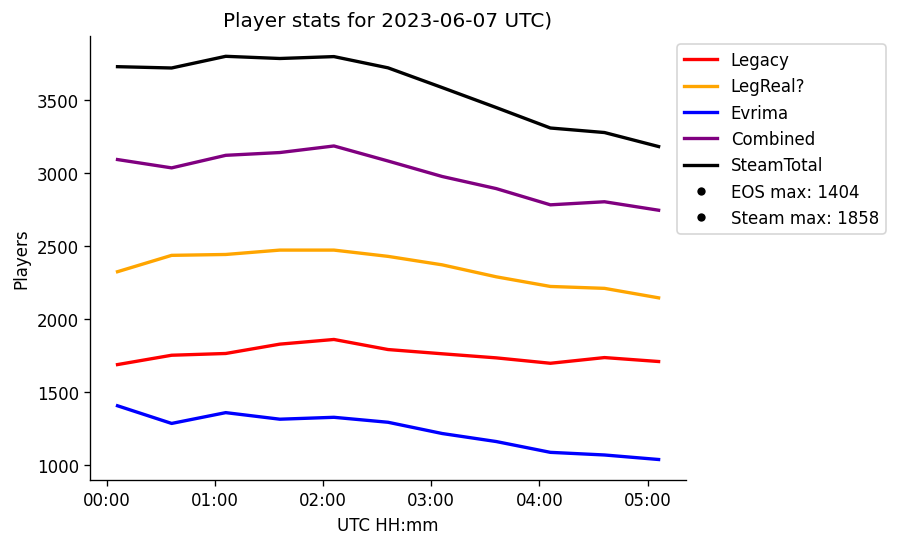 Player stats for 2023-06-07 UTC)
Legacy
LegReal?
Evrima
Combined
SteamTotal
EOS max: 1404
Steam max: 1858
Players
3500
3000
2500
2000
1500
1000
00:00 01:00 02:00 03:00 04:00 05:00
UTC HH:mm